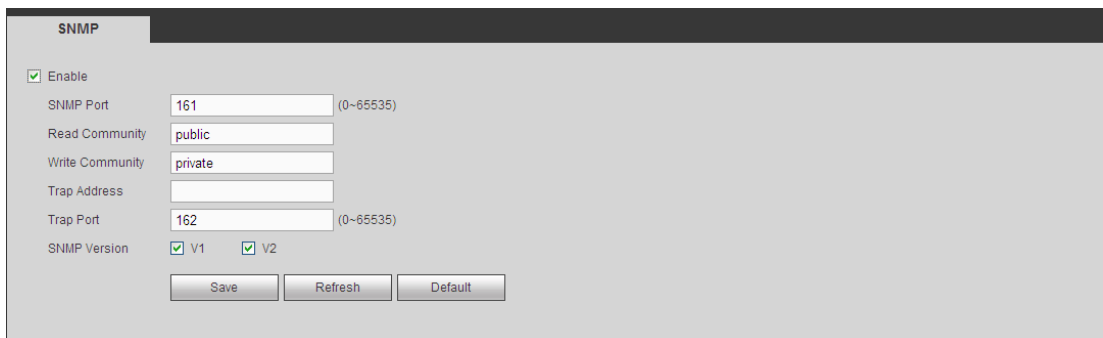 SNMP
Enable
SNMP Port 161 (0~65535)
Read Community public
Write Community private
Trap Address
Trap Port 162 (0~65535)
SNMP Version V1 V2
Save Refresh Default